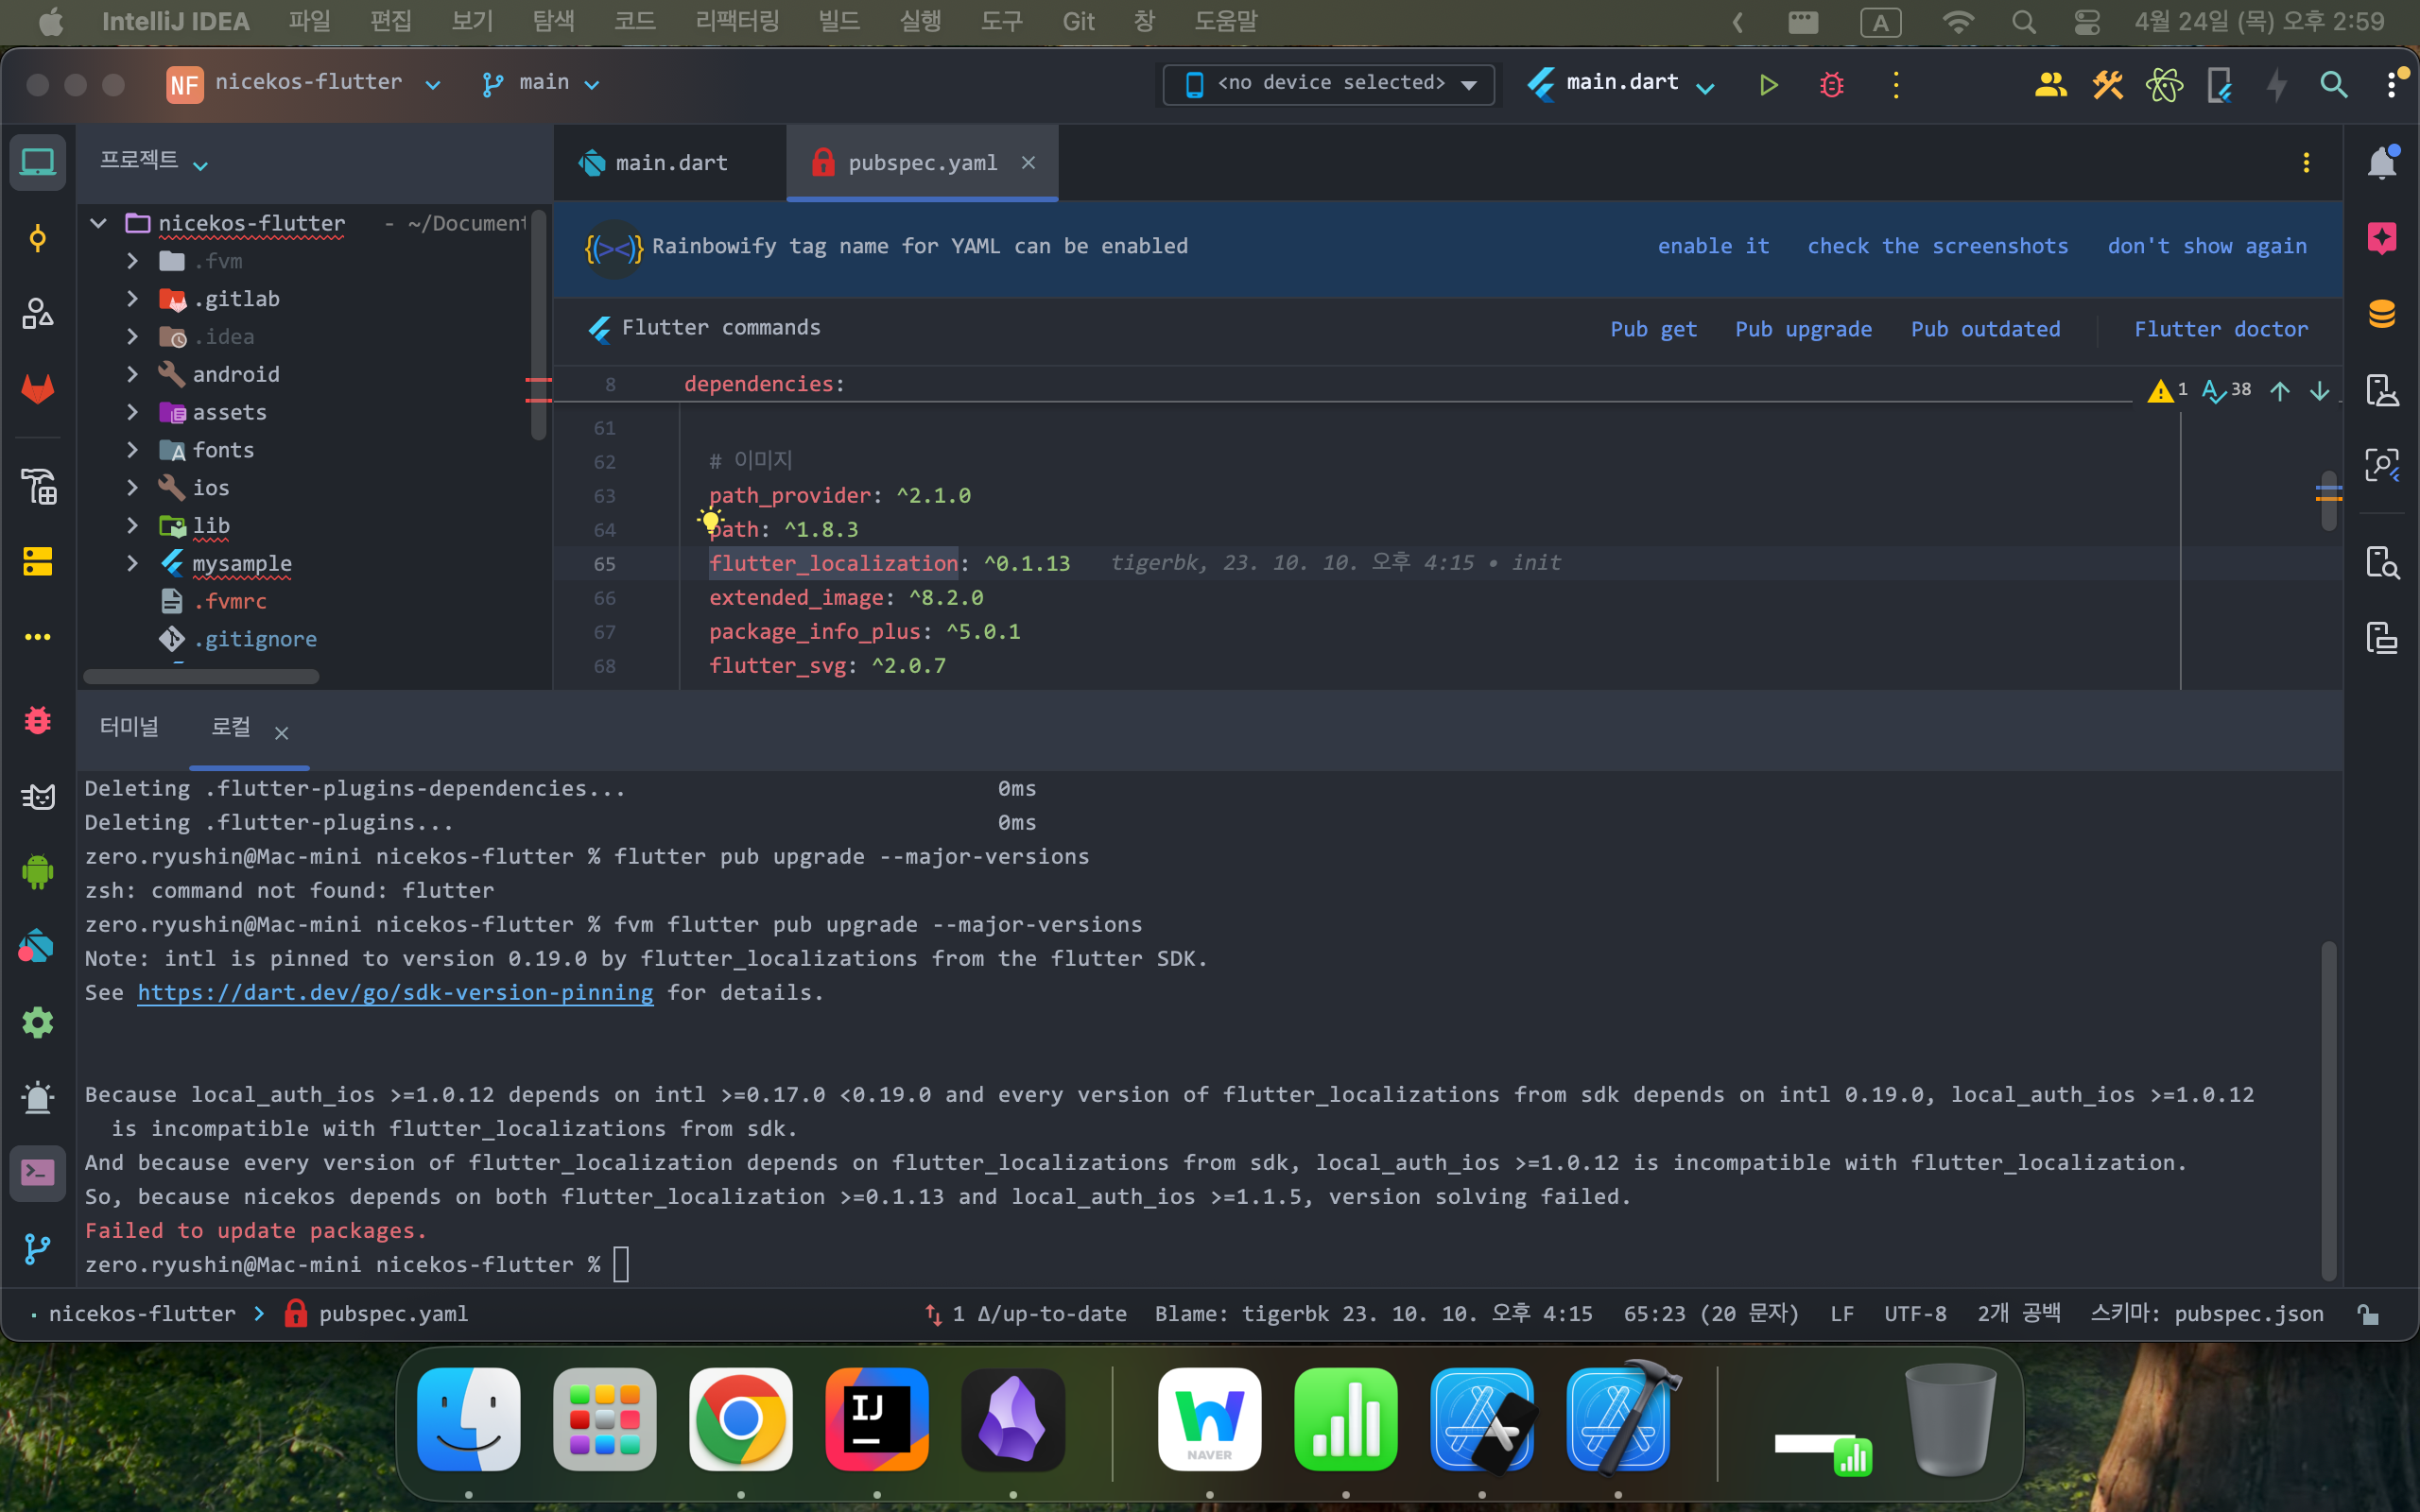 IntelliJ IDEA 파일 편집 보기 탐색 코드 리팩터링 빌드 실행 도구 Git 창 도움말 A 4월 24일 (목) 오후 2:59
NF nicekos-flutter main <no device selected> main.dart
프로젝트
main.dart pubspec.yaml
nicekos-flutter - ~/Document
.fvm
.gitlab
.idea
android
assets
fonts
ios
lib
mysample
.fvmrc
.gitignore
Rainbowify tag name for YAML can be enabled enable it check the screenshots don't show again
Flutter commands Pub get Pub upgrade Pub outdated Flutter doctor
8 dependencies: 1 38
61
62 # 이미지
63 path_provider: ^2.1.0
64 path: ^1.8.3
65 flutter_localization: ^0.1.13 tigerbk, 23. 10. 10. 오후 4:15 • init
66 extended_image: ^8.2.0
67 package_info_plus: ^5.0.1
68 flutter_svg: ^2.0.7
터미널 로컬
Deleting .flutter-plugins-dependencies... 0ms
Deleting .flutter-plugins... 0ms
zero.ryushin@Mac-mini nicekos-flutter % flutter pub upgrade --major-versions
zsh: command not found: flutter
zero.ryushin@Mac-mini nicekos-flutter % fvm flutter pub upgrade --major-versions
Note: intl is pinned to version 0.19.0 by flutter_localizations from the flutter SDK.
See https://dart.dev/go/sdk-version-pinning for details.
Because local_auth_ios >=1.0.12 depends on intl >=0.17.0 <0.19.0 and every version of flutter_localizations from sdk depends on intl 0.19.0, local_auth_ios >=1.0.12
is incompatible with flutter_localizations from sdk.
And because every version of flutter_localization depends on flutter_localizations from sdk, local_auth_ios >=1.0.12 is incompatible with flutter_localization.
So, because nicekos depends on both flutter_localization >=0.1.13 and local_auth_ios >=1.1.5, version solving failed.
Failed to update packages.
zero.ryushin@Mac-mini nicekos-flutter %
nicekos-flutter pubspec.yaml 1 Δ/up-to-date Blame: tigerbk 23. 10. 10. 오후 4:15 65:23 (20 문자) LF UTF-8 2개 공백 스키마: pubspec.json
IJ
NAVER